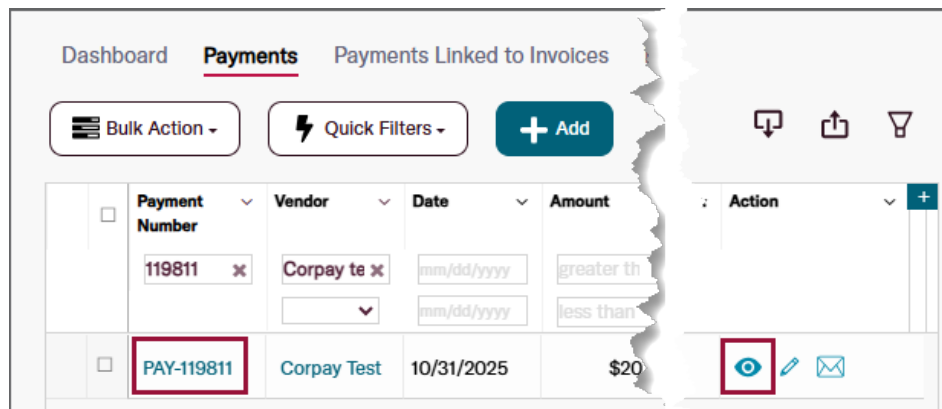 Dashboard Payments Payments Linked to Invoices
Bulk Action Quick Filters + Add
Payment Number Vendor Date Amount Action +
119811 Corpay te mm/dd/yyyy greater th
mm/dd/yyyy less than
PAY-119811 Corpay Test 10/31/2025 $20